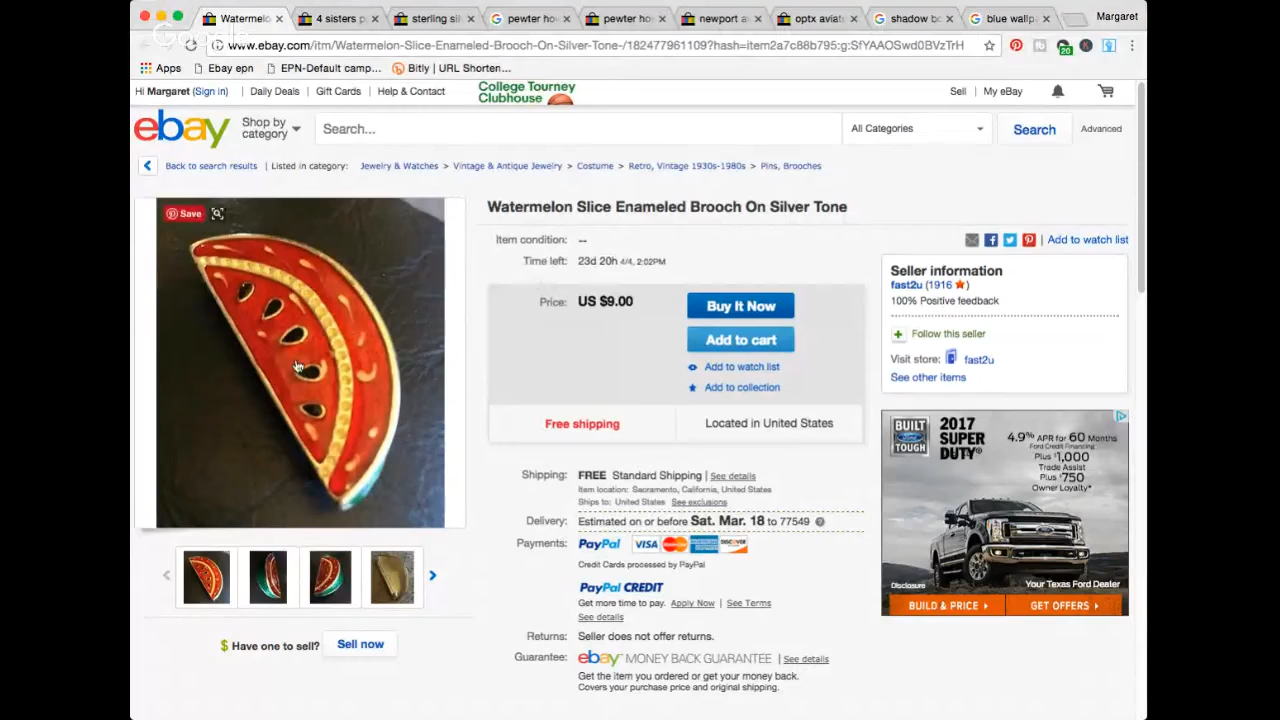 Watermelo
4 sisters p
sterling sil
pewter ho
pewter ho
newport a
optx aviat
shadow bo
blue wallp
Margaret
www.ebay.com/itm/Watermelon-Slice-Enameled-Brooch-On-Silver-Tone-/182477961109?hash=item2a7c88b795:g:SfYAAOSwd0BVzTrH
20
K
Apps
Ebay epn
EPN-Default camp...
Bitly | URL Shorten...
Hi Margaret (Sign in)
Daily Deals
Gift Cards
Help & Contact
College Tourney
Clubhouse
Sell
My eBay
ebay
Shop by
category
Search...
All Categories
Search
Advanced
Back to search results
Listed in category:
Jewelry & Watches > Vintage & Antique Jewelry > Costume > Retro, Vintage 1930s-1980s > Pins, Brooches
Save
Watermelon Slice Enameled Brooch On Silver Tone
Item condition: --
Time left: 23d 20h 4/4, 2:02PM
Add to watch list
Price: US $9.00
Buy It Now
Add to cart
Add to watch list
Add to collection
Free shipping
Located in United States
Seller information
fast2u (1916 )
100% Positive feedback
+ Follow this seller
Visit store: fast2u
See other items
Shipping: FREE Standard Shipping | See details
Item location: Sacramento, California, United States
Ships to: United States See exclusions
Delivery: Estimated on or before Sat. Mar. 18 to 77549
Payments: PayPal VISA
Credit Cards processed by PayPal
PayPal CREDIT
Get more time to pay. Apply Now | See Terms
See details
Returns: Seller does not offer returns.
Guarantee: ebay MONEY BACK GUARANTEE | See details
Get the item you ordered or get your money back.
Covers your purchase price and original shipping.
$ Have one to sell?
Sell now
BUILT
TOUGH
2017
SUPER
DUTY®
4.9% APR for 60 Months
Ford Credit Financing
Plus $1,000
Trade Assist
Plus $750
Owner Loyalty*
Disclosure
Your Texas Ford Dealer
BUILD & PRICE
GET OFFERS